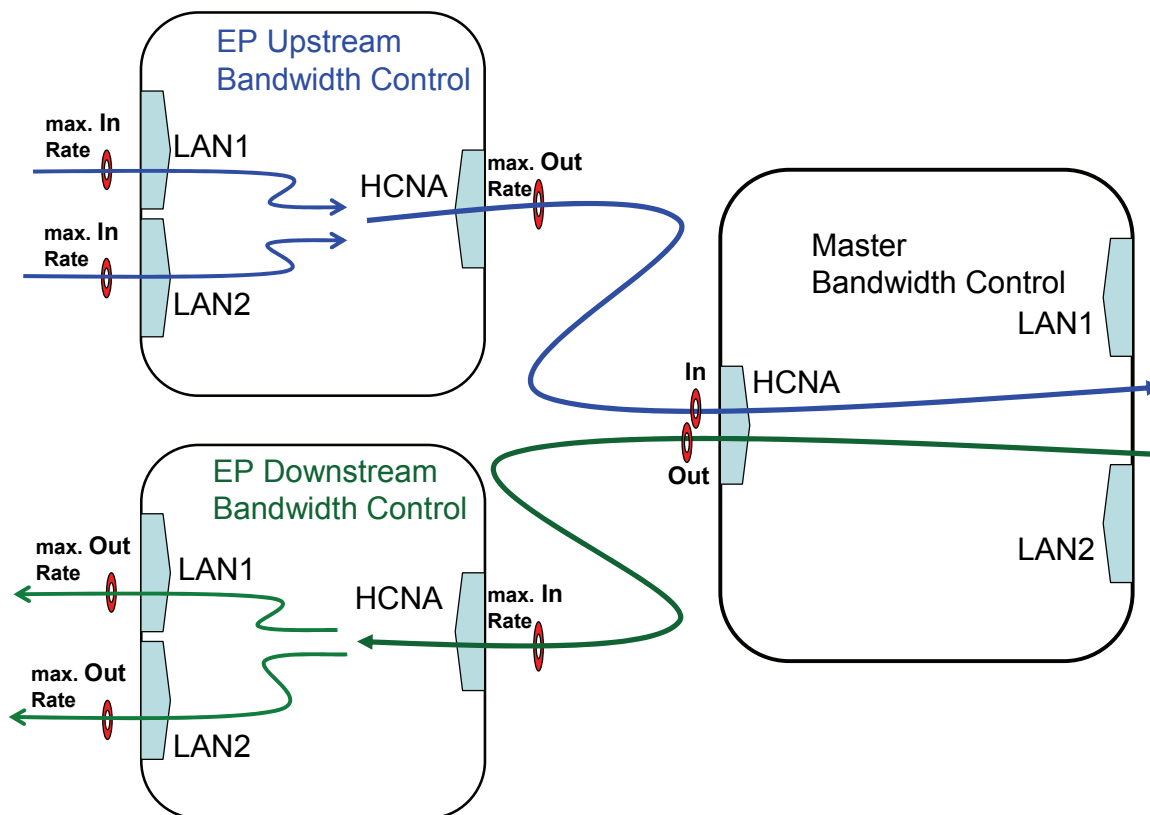 EP Upstream
Bandwidth Control
max. In
Rate
LAN1
max. In
Rate
LAN2
HCNA
max. Out
Rate
Master
Bandwidth Control
LAN1
In
HCNA
Out
LAN2
EP Downstream
Bandwidth Control
max. Out
Rate
LAN1
max. Out
Rate
LAN2
HCNA
max. In
Rate